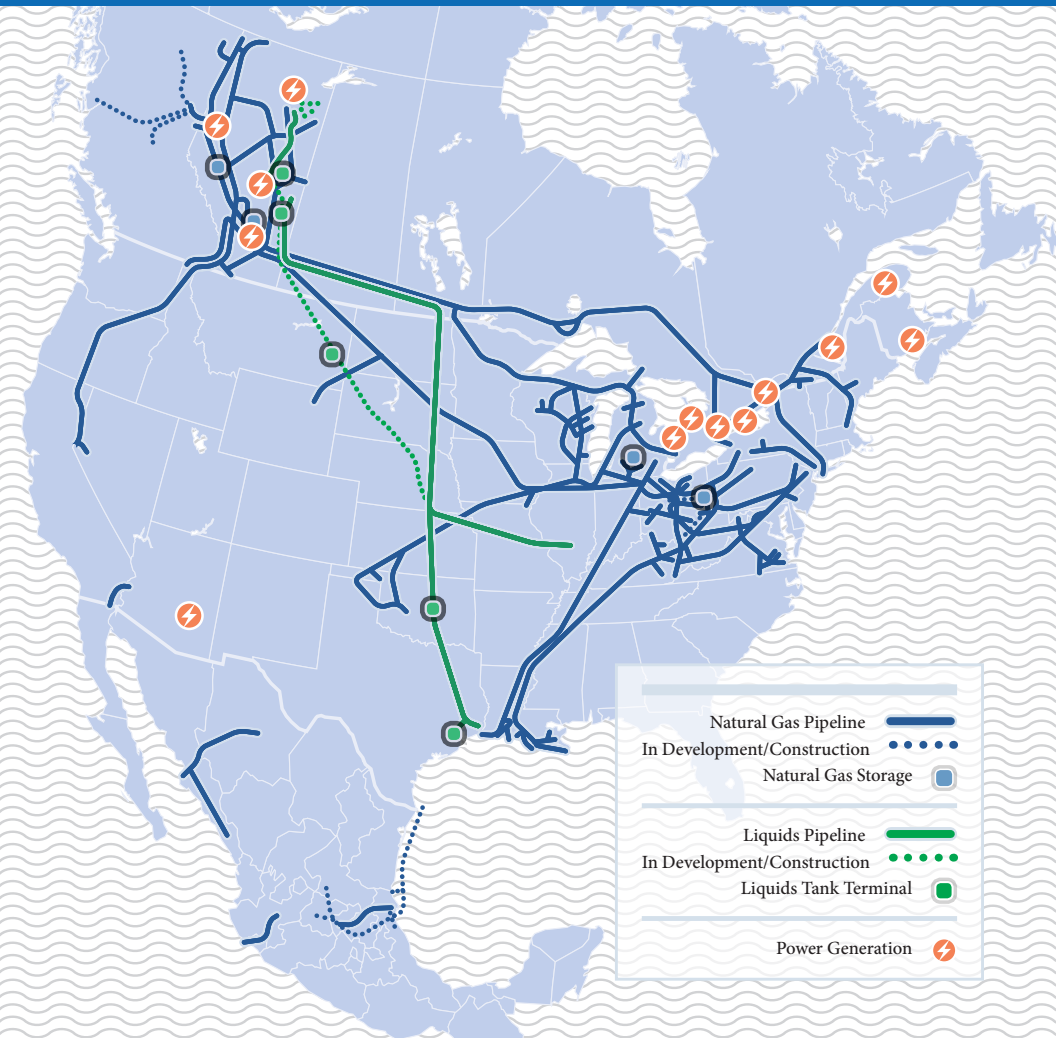 Natural Gas Pipeline
In Development/Construction
Natural Gas Storage
Liquids Pipeline
In Development/Construction
Liquids Tank Terminal
Power Generation